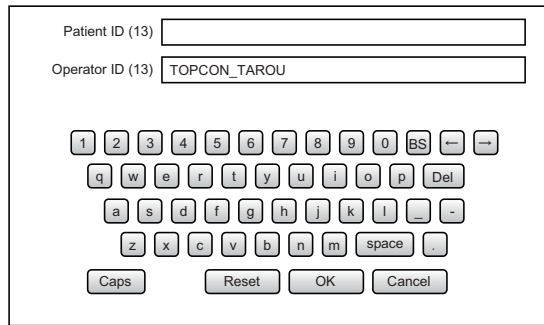 Patient ID (13)
Operator ID (13) TOPCON_TAROU
1 2 3 4 5 6 7 8 9 0 BS ← →
q w e r t y u i o p Del
a s d f g h j k l _ -
z x c v b n m space .
Caps Reset OK Cancel